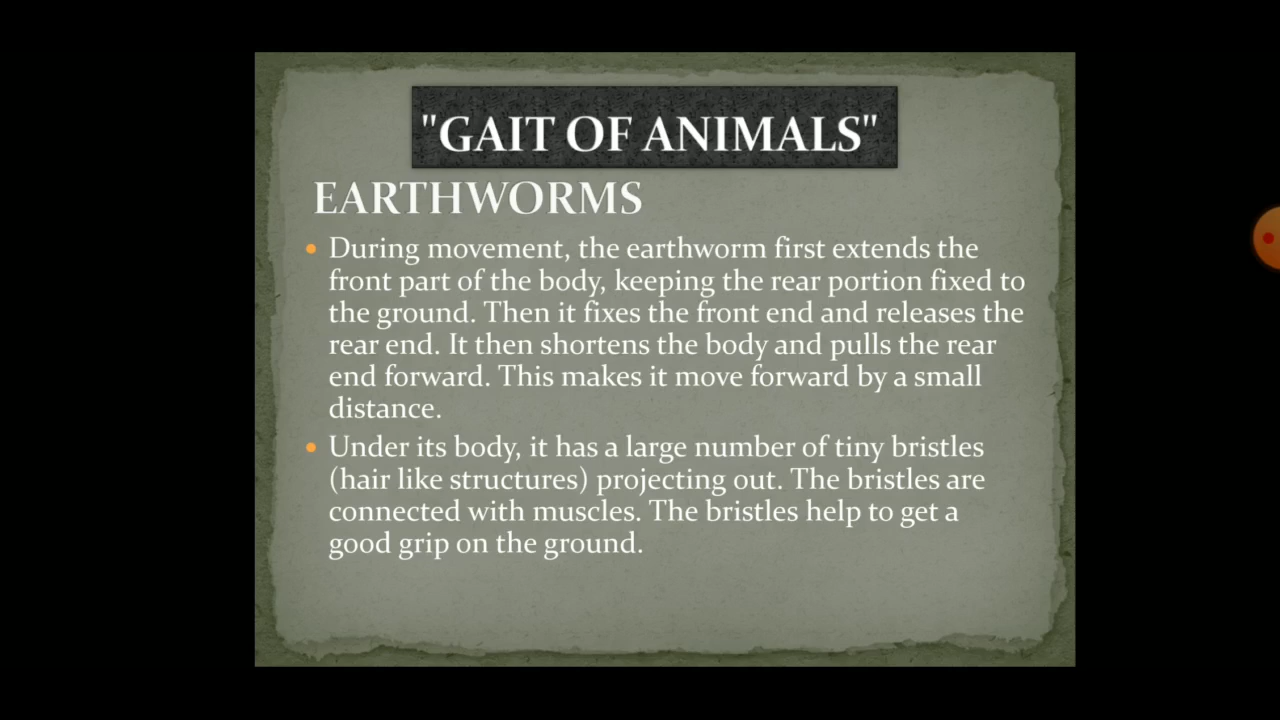 "GAIT OF ANIMALS"
EARTHWORMS
• During movement, the earthworm first extends the
front part of the body, keeping the rear portion fixed to
the ground. Then it fixes the front end and releases the
rear end. It then shortens the body and pulls the rear
end forward. This makes it move forward by a small
distance.
• Under its body, it has a large number of tiny bristles
(hair like structures) projecting out. The bristles are
connected with muscles. The bristles help to get a
good grip on the ground.